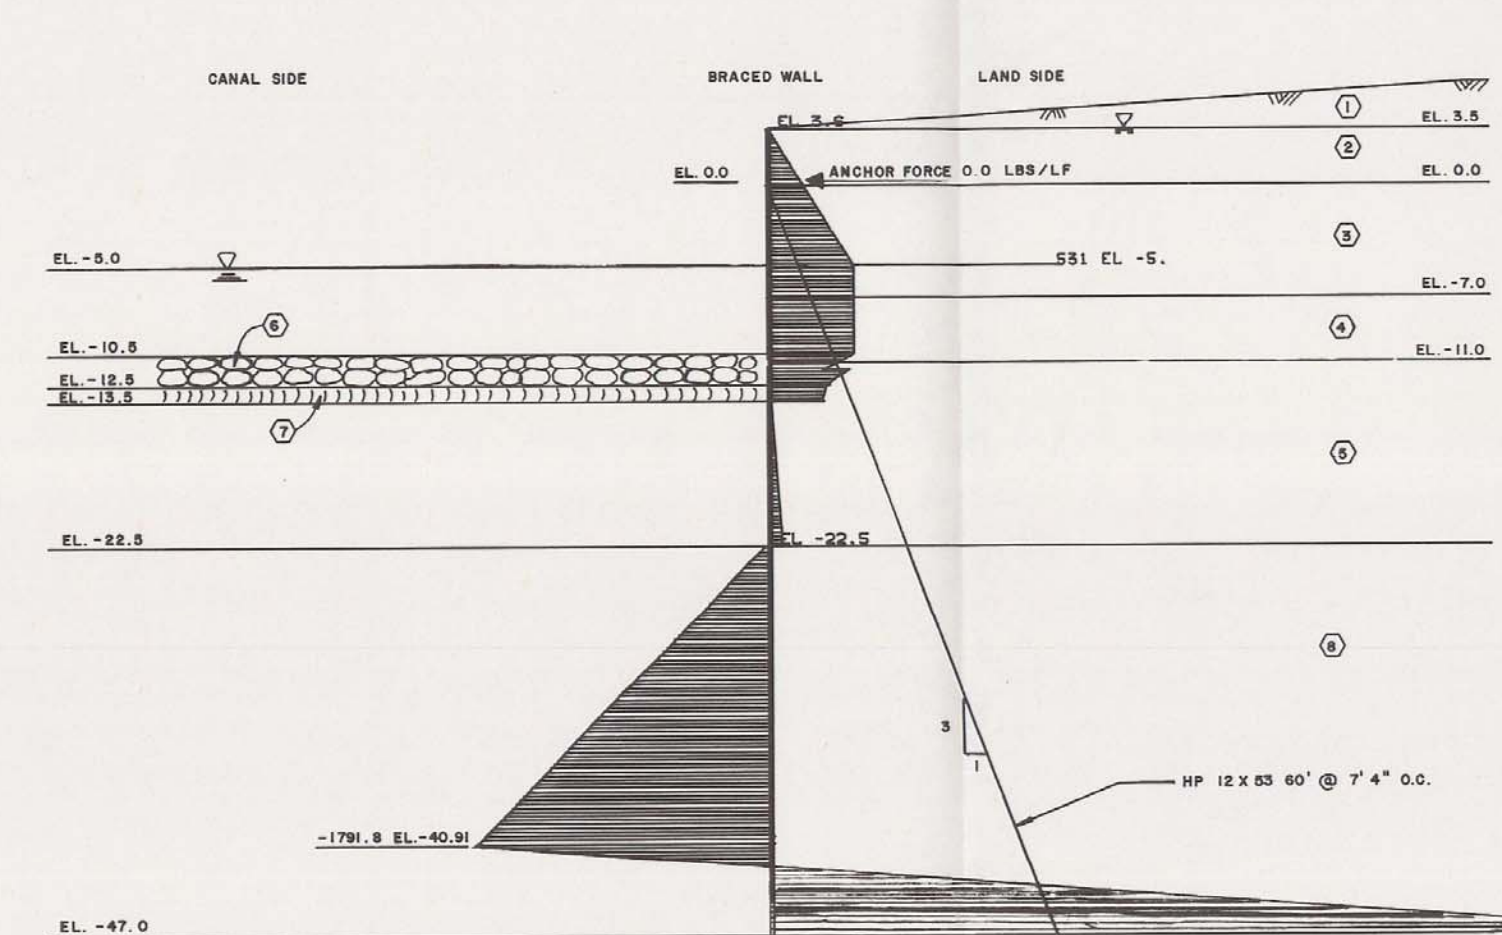 CANAL SIDE
BRACED WALL
LAND SIDE
1
EL. 3.6
EL. 3.5
2
EL. 0.0
ANCHOR FORCE 0.0 LBS/LF
EL. 0.0
3
EL. -5.0
531 EL -5.
EL. -7.0
6
4
EL. -10.5
EL. -11.0
EL. -12.5
EL. -13.5
7
5
EL. -22.5
EL -22.5
8
3
1
HP 12 X 53 60' @ 7' 4" O.C.
-1791.8 EL.-40.91
EL. -47.0